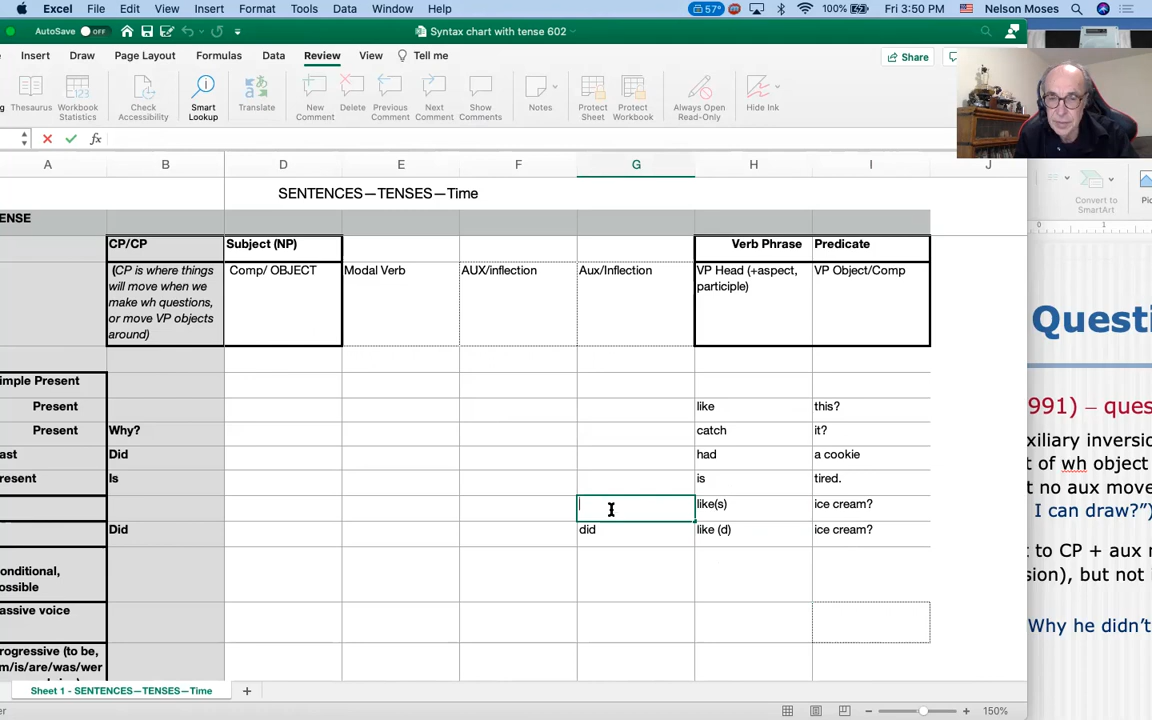 Excel File Edit View Insert Format Tools Data Window Help 57° 100% Fri 3:50 PM Nelson Moses
AutoSave OFF Syntax chart with tense 602
Insert Draw Page Layout Formulas Data Review View Tell me Share
Thesaurus Workbook Statistics Check Accessibility Smart Lookup Translate New Comment Delete Previous Comment Next Comment Show Comments Notes Protect Sheet Protect Workbook Always Open Read-Only Hide Ink
Convert to SmartArt
fx
A B D E F G H I J
SENTENCES—TENSES—Time
ENSE
CP/CP Subject (NP) Verb Phrase Predicate
(CP is where things will move when we make wh questions, or move VP objects around) Comp/ OBJECT Modal Verb AUX/inflection Aux/Inflection VP Head (+aspect, participle) VP Object/Comp
imple Present
Present like this?
Present Why? catch it?
ast Did had a cookie
resent Is is tired.
like(s) ice cream?
Did did like (d) ice cream?
onditional,
ossible
assive voice
rogressive (to be,
m/is/are/was/wer
Sheet 1 - SENTENCES—TENSES—Time +
150%
Questi
991) – ques
xiliary inversio
t of wh object
t no aux move
I can draw?")
t to CP + aux r
sion), but not i
Why he didn't